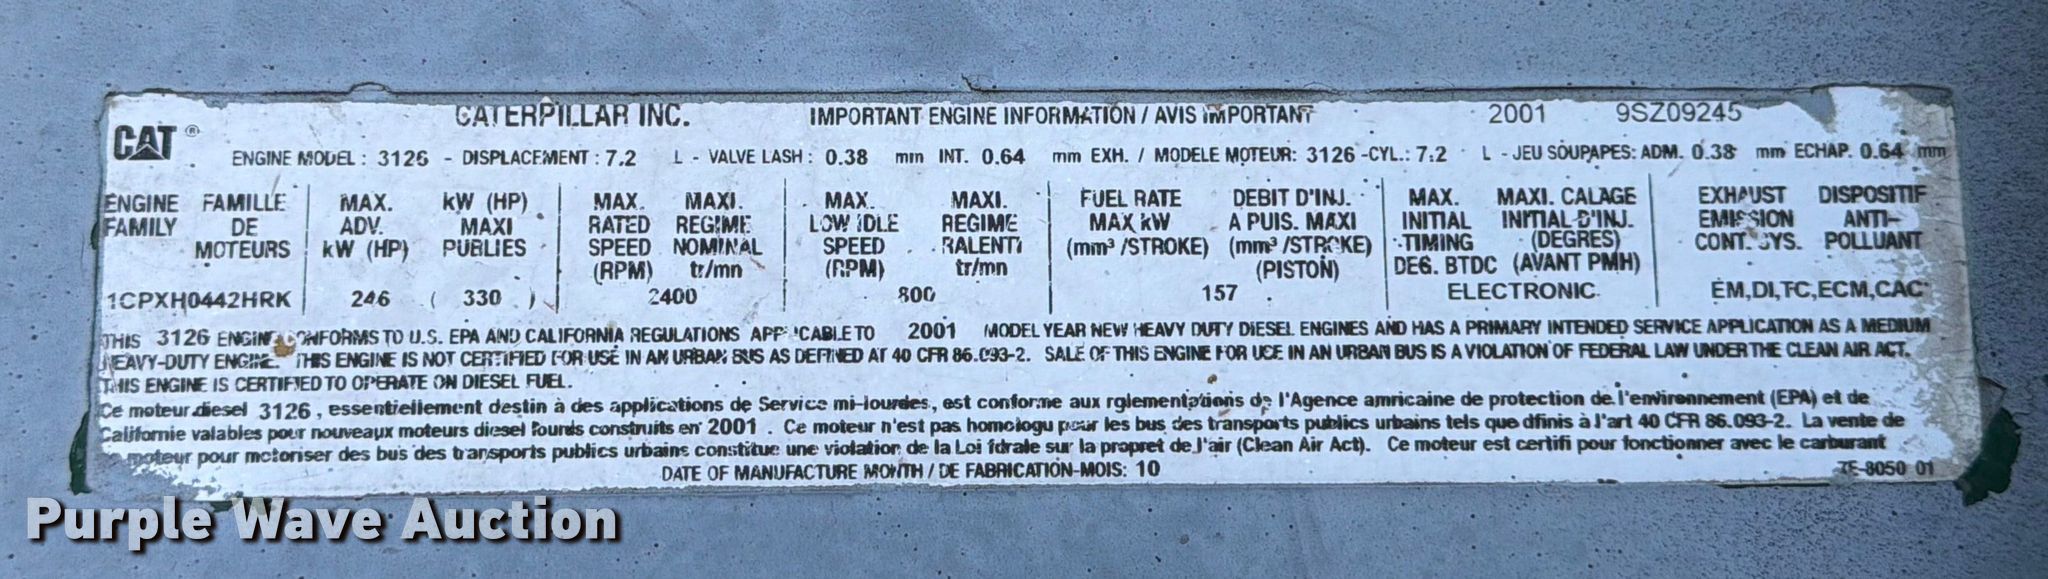 CATERPILLAR INC. IMPORTANT ENGINE INFORMATION / AVIS IMPORTANT 2001 9SZ09245
CAT ®
ENGINE MODEL : 3126 - DISPLACEMENT : 7.2 L - VALVE LASH : 0.38 mm INT. 0.64 mm EXH. / MODELE MOTEUR: 3126 -CYL.: 7.2 L - JEU SOUPAPES: ADM. 0.38 mm ECHAP. 0.64 mm
ENGINE FAMILLE MAX. kW (HP) MAX. MAXI. MAX. MAXI. FUEL RATE DEBIT D'INJ. MAX. MAXI. CALAGE EXHAUST DISPOSITIF
FAMILY DE ADV. MAXI RATED REGIME LOW IDLE REGIME MAX kW A PUIS. MAXI INITIAL INITIAL D'INJ. EMISSION ANTI-
MOTEURS kW (HP) PUBLIES SPEED NOMINAL SPEED RALENTI (mm³ /STROKE) (mm³ /STROKE) TIMING (DEGRES) CONT. SYS. POLLUANT
(RPM) tr/mn (RPM) tr/mn (PISTON) DEG. BTDC (AVANT PMH)
1CPXH0442HRK 246 ( 330 ) 2400 800 157 ELECTRONIC EM,DI,TC,ECM,CAC
THIS 3126 ENGINE CONFORMS TO U.S. EPA AND CALIFORNIA REGULATIONS APPLICABLE TO 2001 MODEL YEAR NEW HEAVY DUTY DIESEL ENGINES AND HAS A PRIMARY INTENDED SERVICE APPLICATION AS A MEDIUM
HEAVY-DUTY ENGINE. THIS ENGINE IS NOT CERTIFIED FOR USE IN AN URBAN BUS AS DEFINED AT 40 CFR 86.093-2. SALE OF THIS ENGINE FOR USE IN AN URBAN BUS IS A VIOLATION OF FEDERAL LAW UNDER THE CLEAN AIR ACT.
THIS ENGINE IS CERTIFIED TO OPERATE ON DIESEL FUEL.
Ce moteur diesel 3126 , essentiellement destin à des applications de Service mi-lourdes, est conforme aux rglementations de l'Agence amricaine de protection de l'environnement (EPA) et de
Californie valables pour nouveaux moteurs diesel lourds construits en 2001 . Ce moteur n'est pas homologu pour les bus des transports publics urbains tels que dfinis à l'art 40 CFR 86.093-2. La vente de
moteur pour motoriser des bus des transports publics urbains constitue une violation de la Loi fdrale sur la propret de l'air (Clean Air Act). Ce moteur est certifi pour fonctionner avec le carburant
DATE OF MANUFACTURE MONTH / DE FABRICATION-MOIS: 10 7E-8050 01
Purple Wave Auction